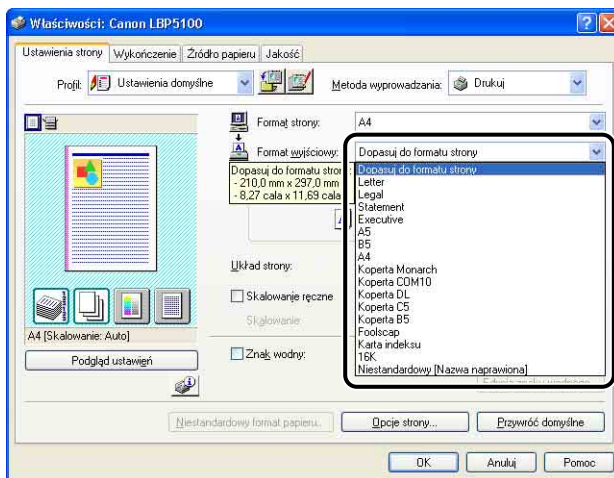 Właściwości: Canon LBP5100
Ustawienia strony Wykończenie Źródło papieru Jakość
Profil: Ustawienia domyślne Metoda wyprowadzania: Drukuj
Format strony: A4
Format wyjściowy: Dopasuj do formatu strony
Dopasuj do formatu stron
- 210,0 mm x 297,0 mm
- 8,27 cala x 11,69 cala
Dopasuj do formatu strony
Letter
Legal
Statement
Executive
A5
B5
A4
Koperta Monarch
Koperta COM10
Koperta DL
Koperta C5
Koperta B5
Foolscap
Karta indeksu
16K
Niestandardowy [Nazwa naprawiona]
Układ strony:
Skalowanie ręczne
Skalowanie:
Znak wodny:
A4 [Skalowanie: Auto]
Podgląd ustawień
Niestandardowy format papieru... Opcje strony... Przywróć domyślne
OK Anuluj Pomoc